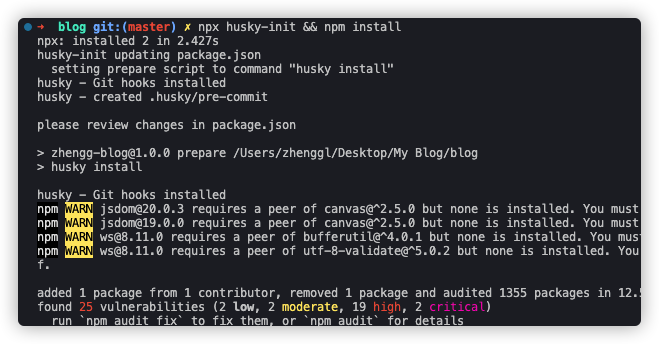 ➜ blog git:(master) ✗ npx husky-init && npm install
npx: installed 2 in 2.427s
husky-init updating package.json
setting prepare script to command "husky install"
husky - Git hooks installed
husky - created .husky/pre-commit
please review changes in package.json
> zhengg-blog@1.0.0 prepare /Users/zhenggl/Desktop/My Blog/blog
> husky install
husky - Git hooks installed
npm WARN jsdom@20.0.3 requires a peer of canvas@^2.5.0 but none is installed. You must
npm WARN jsdom@19.0.0 requires a peer of canvas@^2.5.0 but none is installed. You must
npm WARN ws@8.11.0 requires a peer of bufferutil@^4.0.1 but none is installed. You must
npm WARN ws@8.11.0 requires a peer of utf-8-validate@^5.0.2 but none is installed. You
f.
added 1 package from 1 contributor, removed 1 package and audited 1355 packages in 12.5
found 25 vulnerabilities (2 low, 2 moderate, 19 high, 2 critical)
run `npm audit fix` to fix them, or `npm audit` for details